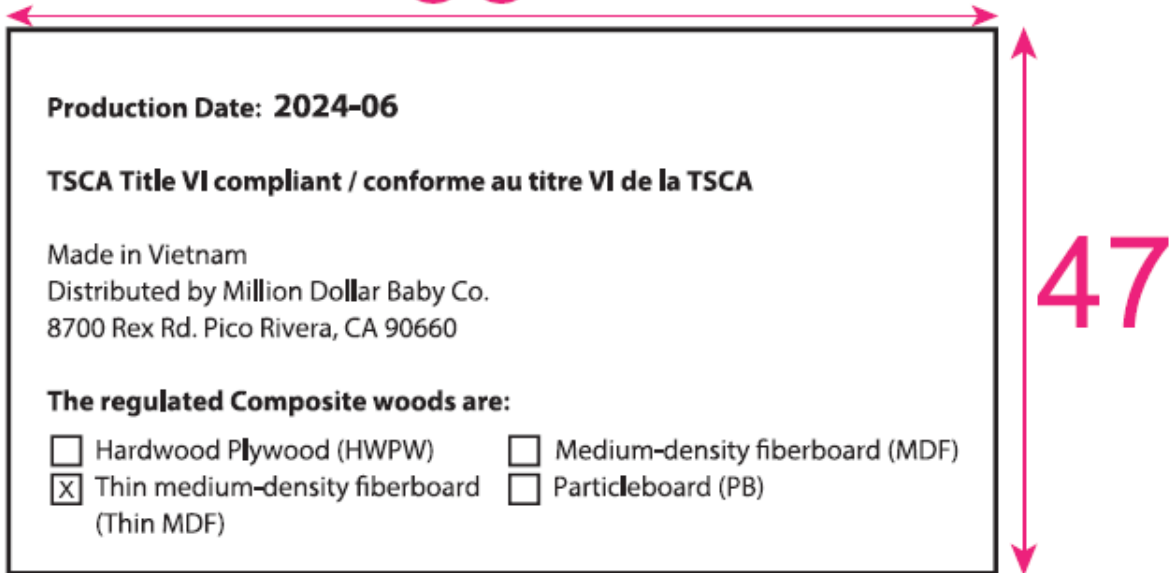 Production Date: 2024-06
TSCA Title VI compliant / conforme au titre VI de la TSCA
Made in Vietnam
Distributed by Million Dollar Baby Co.
8700 Rex Rd. Pico Rivera, CA 90660
47
The regulated Composite woods are:
Hardwood Plywood (HWPW)
Medium-density fiberboard (MDF)
X Thin medium-density fiberboard
Particleboard (PB)
(Thin MDF)